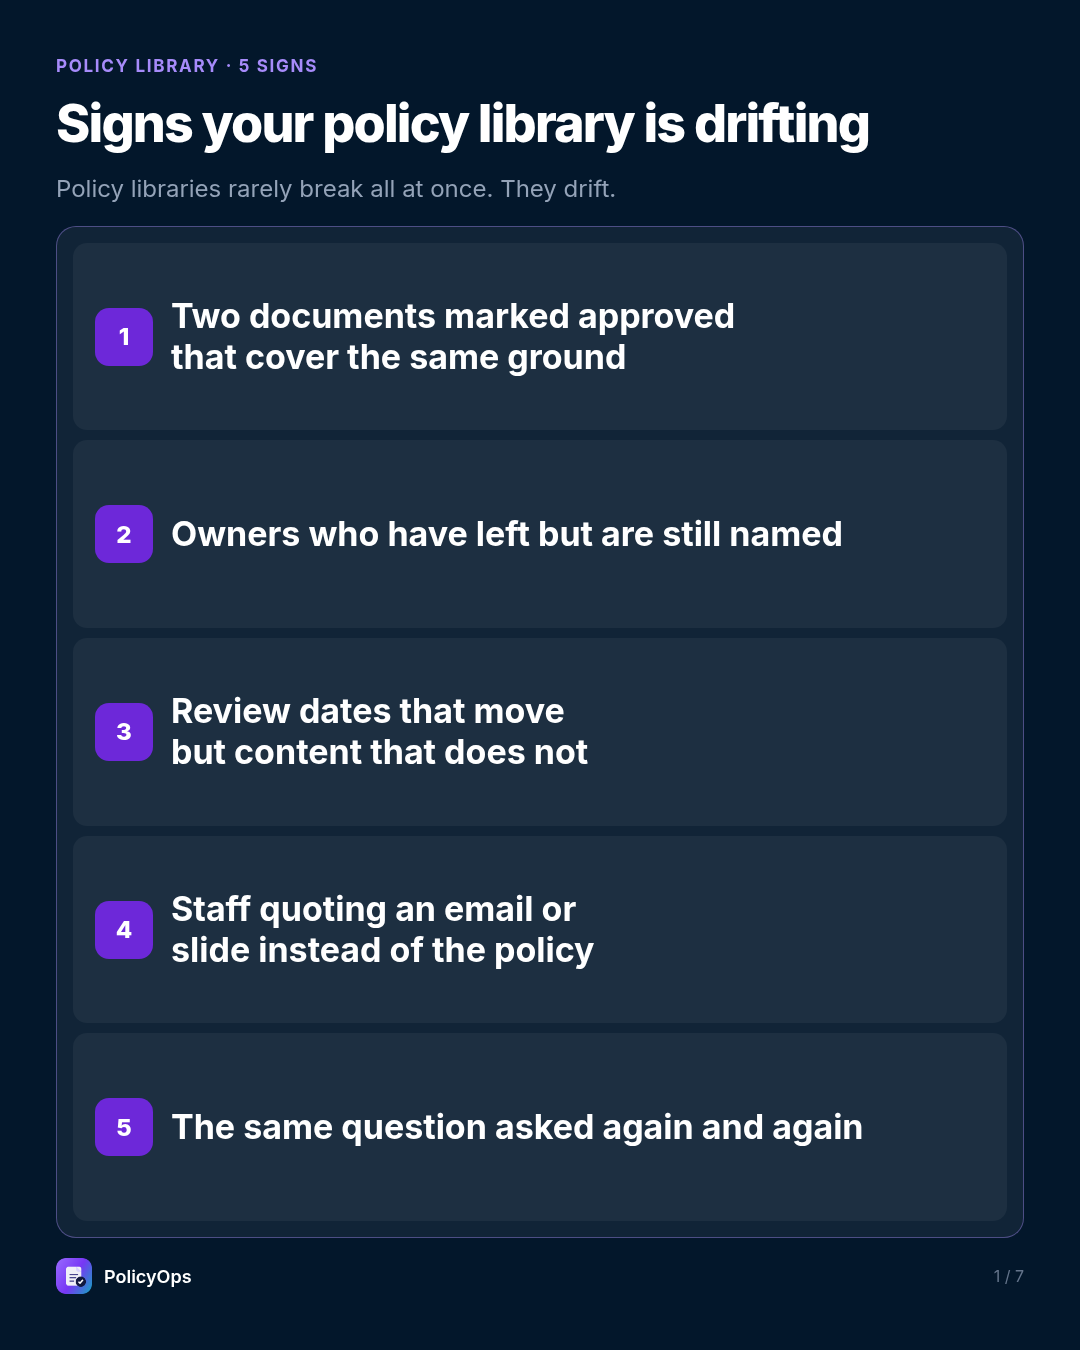 POLICY LIBRARY · 5 SIGNS
Signs your policy library is drifting
Policy libraries rarely break all at once. They drift.
1
Two documents marked approved
that cover the same ground
2
Owners who have left but are still named
3
Review dates that move
but content that does not
4
Staff quoting an email or
slide instead of the policy
5
The same question asked again and again
PolicyOps
1 / 7